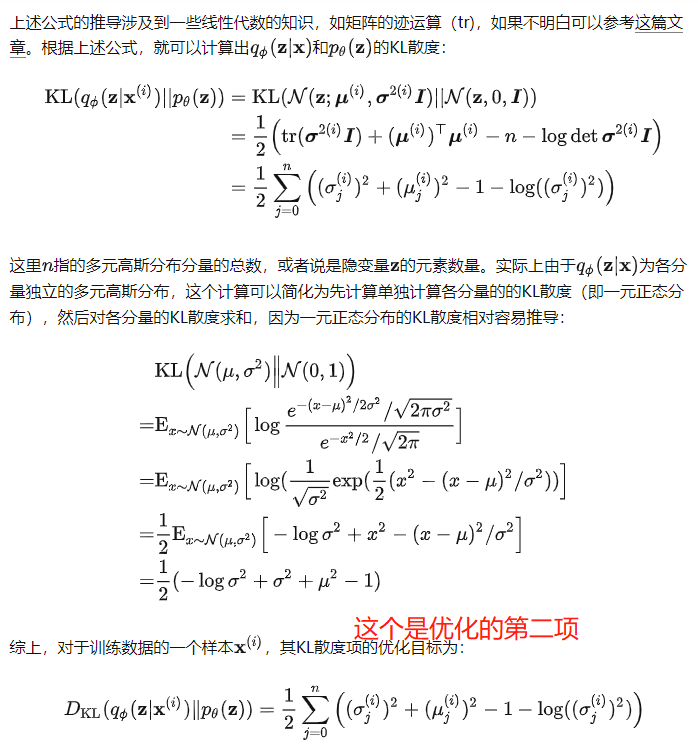 上述公式的推导涉及到一些线性代数的知识，如矩阵的迹运算（tr），如果不明白可以参考这篇文
章。根据上述公式，就可以计算出$q_{\phi}(\mathbf{z}|\mathbf{x})$和$p_{\theta}(\mathbf{z})$的KL散度：
$\mathrm{KL}(q_{\phi}(\mathbf{z}|\mathbf{x}^{(i)})||p_{\theta}(\mathbf{z})) = \mathrm{KL}(\mathcal{N}(\mathbf{z}; \boldsymbol{\mu}^{(i)}, \boldsymbol{\sigma}^{2(i)}\boldsymbol{I})||\mathcal{N}(\mathbf{z}, 0, \boldsymbol{I}))$
$= \frac{1}{2}\left(\mathrm{tr}(\boldsymbol{\sigma}^{2(i)}\boldsymbol{I}) + (\boldsymbol{\mu}^{(i)})^{\top}\boldsymbol{\mu}^{(i)} - n - \log\det\boldsymbol{\sigma}^{2(i)}\boldsymbol{I}\right)$
$= \frac{1}{2}\sum_{j=0}^{n}\left((\sigma_j^{(i)})^2 + (\mu_j^{(i)})^2 - 1 - \log((\sigma_j^{(i)})^2)\right)$
这里$n$指的多元高斯分布分量的总数，或者说是隐变量$\mathbf{z}$的元素数量。实际上由于$q_{\phi}(\mathbf{z}|\mathbf{x})$为各分
量独立的多元高斯分布，这个计算可以简化为先计算单独计算各分量的的KL散度（即一元正态分
布），然后对各分量的KL散度求和，因为一元正态分布的KL散度相对容易推导：
$\mathrm{KL}\left(\mathcal{N}(\mu, \sigma^2)\middle\|\mathcal{N}(0, 1)\right)$
$=\mathrm{E}_{x\sim\mathcal{N}(\mu,\sigma^2)}\left[\log\frac{e^{-(x-\mu)^2/2\sigma^2}/\sqrt{2\pi\sigma^2}}{e^{-x^2/2}/\sqrt{2\pi}}\right]$
$=\mathrm{E}_{x\sim\mathcal{N}(\mu,\sigma^2)}\left[\log(\frac{1}{\sqrt{\sigma^2}}\exp(\frac{1}{2}(x^2 - (x-\mu)^2/\sigma^2))\right]$
$=\frac{1}{2}\mathrm{E}_{x\sim\mathcal{N}(\mu,\sigma^2)}\left[-\log\sigma^2 + x^2 - (x-\mu)^2/\sigma^2\right]$
$=\frac{1}{2}(-\log\sigma^2 + \sigma^2 + \mu^2 - 1)$
这个是优化的第二项
综上，对于训练数据的一个样本$\mathbf{x}^{(i)}$，其KL散度项的优化目标为：
$D_{\mathrm{KL}}(q_{\phi}(\mathbf{z}|\mathbf{x}^{(i)})\|p_{\theta}(\mathbf{z})) = \frac{1}{2}\sum_{j=0}^{n}\left((\sigma_j^{(i)})^2 + (\mu_j^{(i)})^2 - 1 - \log((\sigma_j^{(i)})^2)\right)$